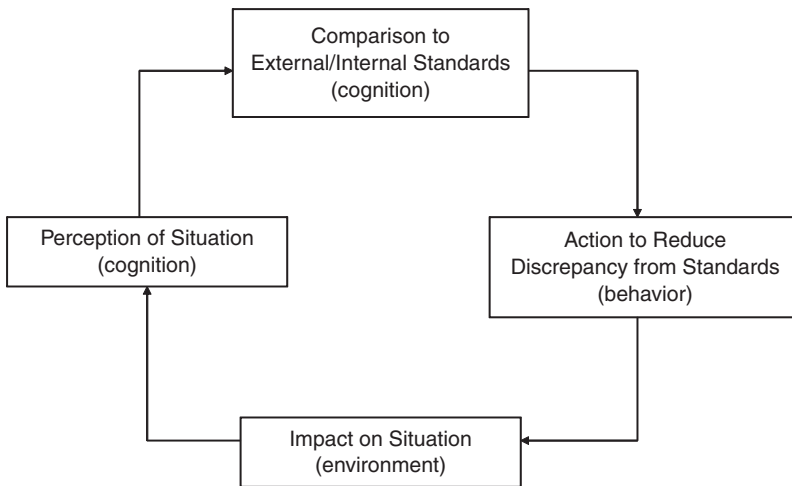 Comparison to
External/Internal Standards
(cognition)
Perception of Situation
(cognition)
Action to Reduce
Discrepancy from Standards
(behavior)
Impact on Situation
(environment)